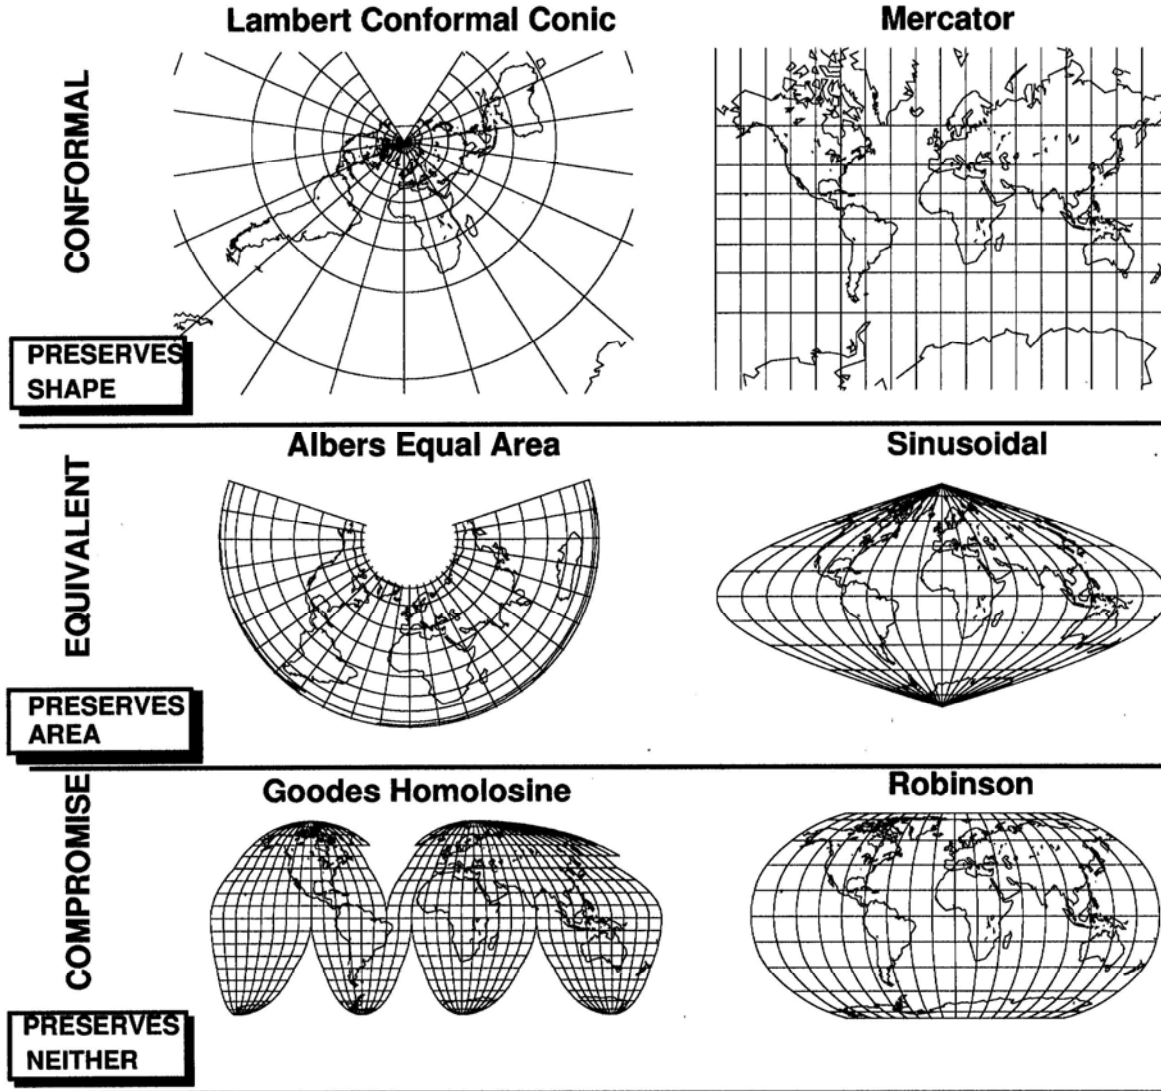 Lambert Conformal Conic
Mercator
CONFORMAL
PRESERVES
SHAPE
Albers Equal Area
Sinusoidal
EQUIVALENT
PRESERVES
AREA
Goodes Homolosine
Robinson
COMPROMISE
PRESERVES
NEITHER